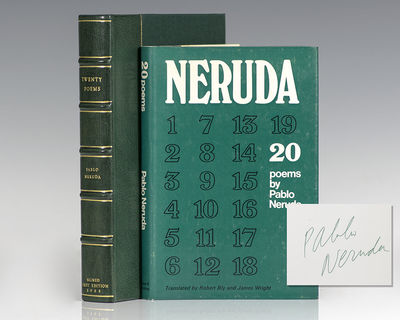 TWENTY
POEMS
PABLO
NERUDA
SIGNED
FIRST EDITION
20 poems
Pablo Neruda
NERUDA
1 7 13 19
2 8 14 20
3 9 15 poems
by Pablo
4 10 16 Neruda
5 11 17
6 12 18
Translated by Robert Bly and James Wright
Pablo
Neruda